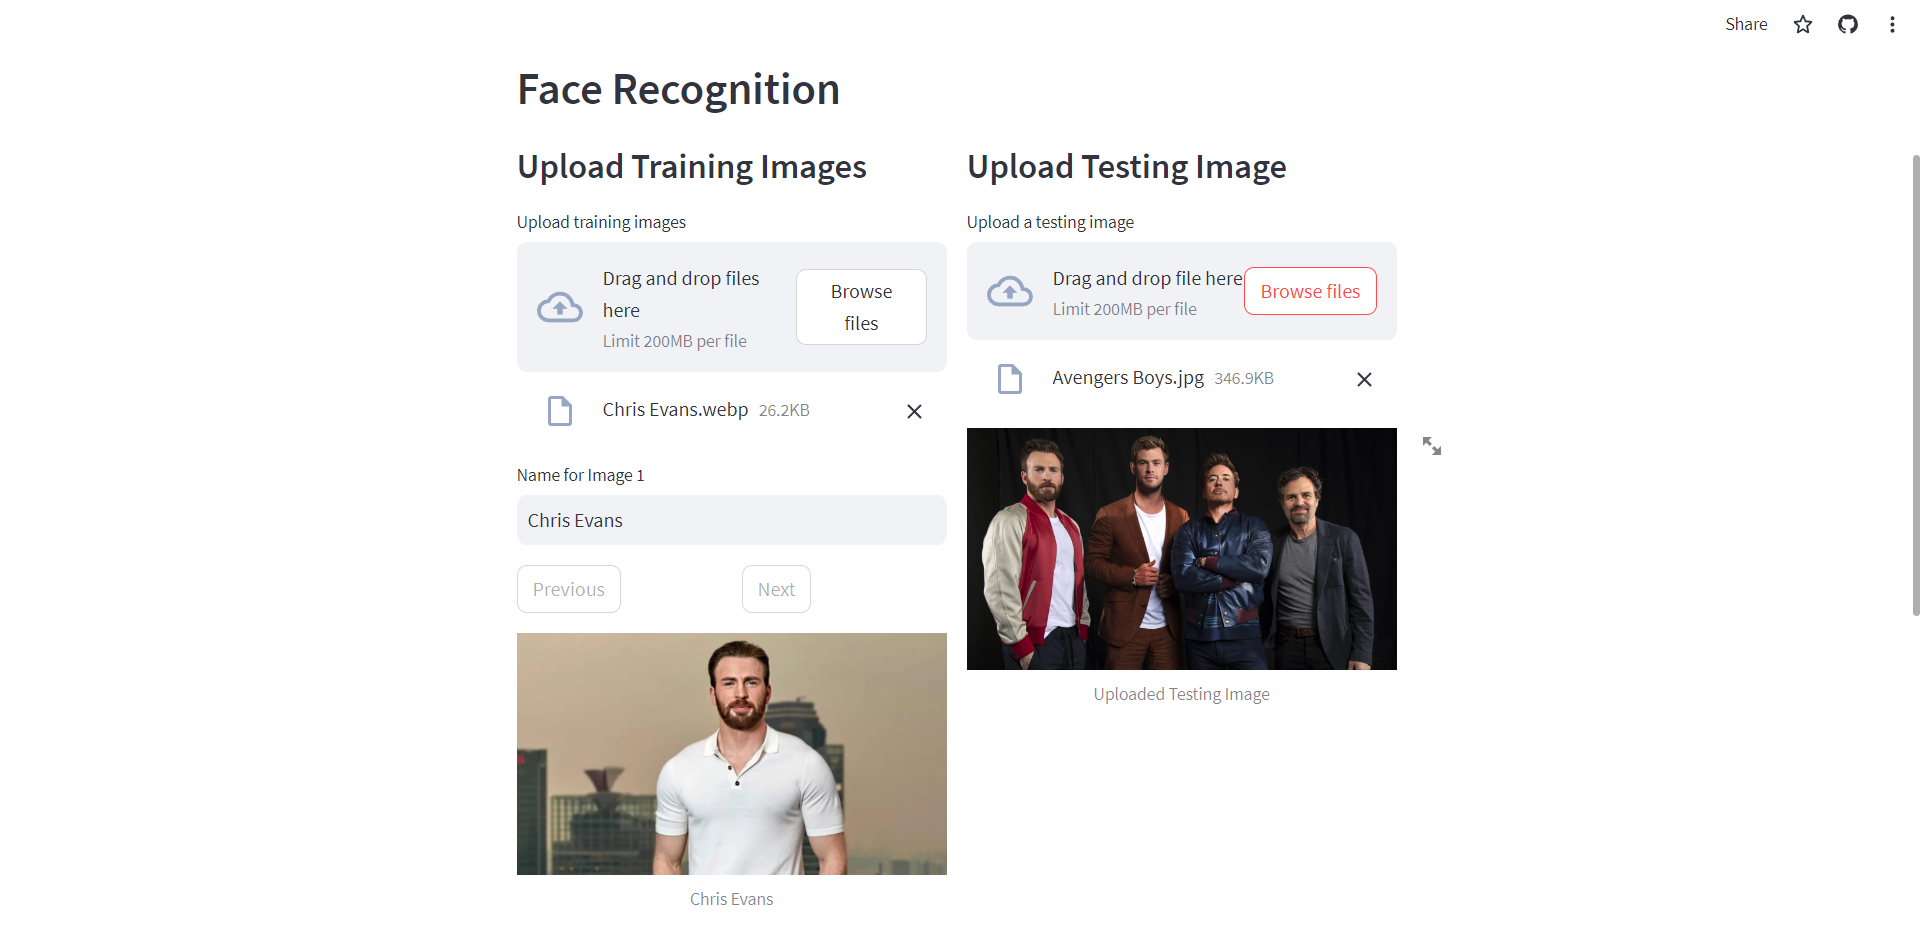 Share
Face Recognition
Upload Training Images
Upload training images
Drag and drop files
here
Limit 200MB per file
Browse
files
Chris Evans.webp 26.2KB
Name for Image 1
Chris Evans
Previous
Next
Chris Evans
Upload Testing Image
Upload a testing image
Drag and drop file here
Limit 200MB per file
Browse files
Avengers Boys.jpg 346.9KB
Uploaded Testing Image